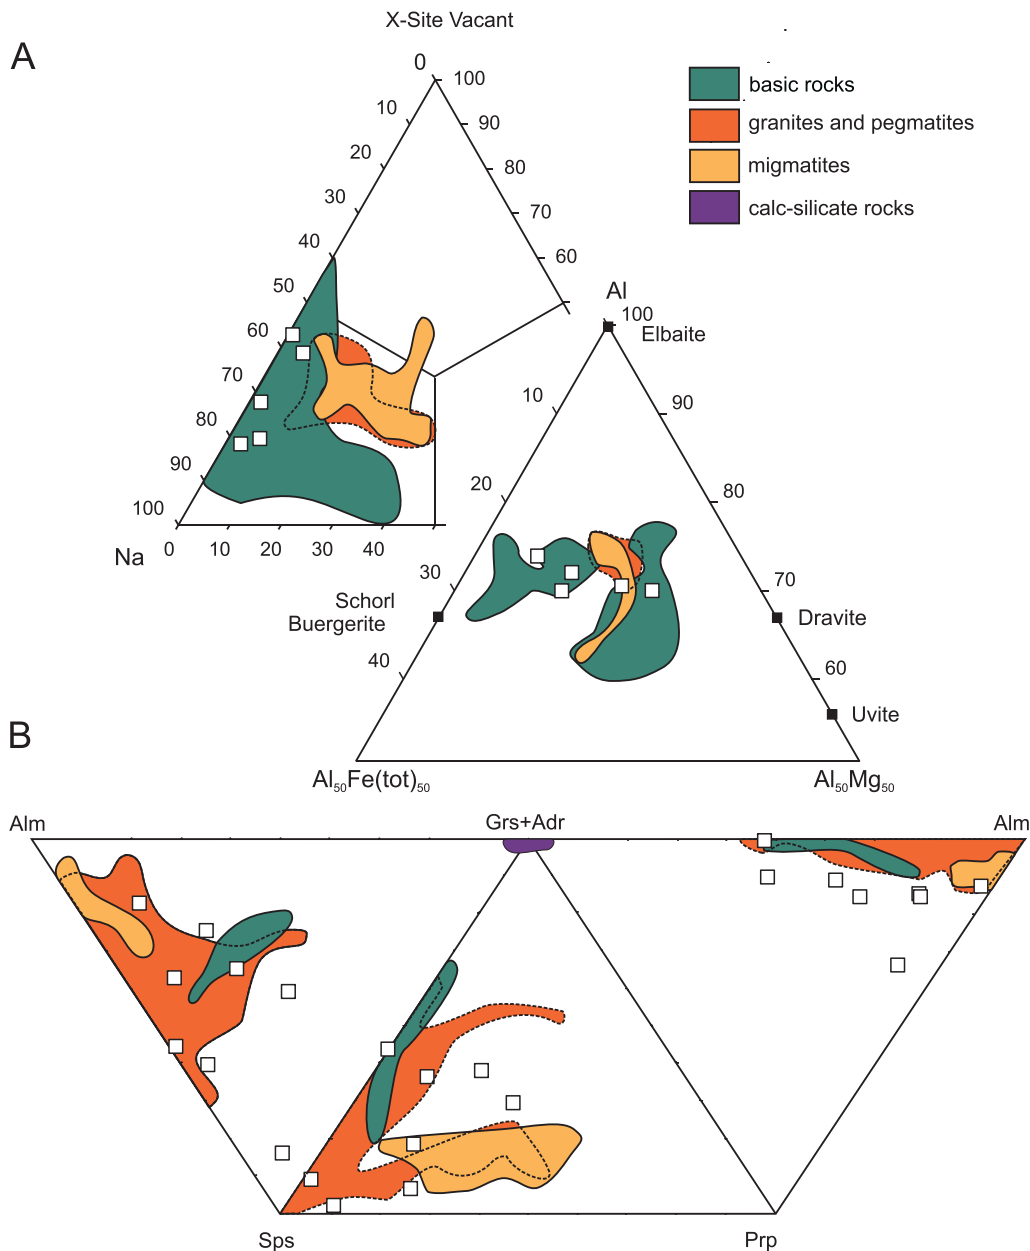 X-Site Vacant
A
0
100
10
90
20
80
30
70
40
60
50
60
70
80
90
100
Na
0
10
20
30
40
basic rocks
granites and pegmatites
migmatites
calc-silicate rocks
Al
100
Elbaite
10
90
20
80
30
70
Schorl
Buergerite
Dravite
40
60
Uvite
Al50Fe(tot)50
Al50Mg50
B
Alm
Grs+Adr
Alm
Sps
Prp